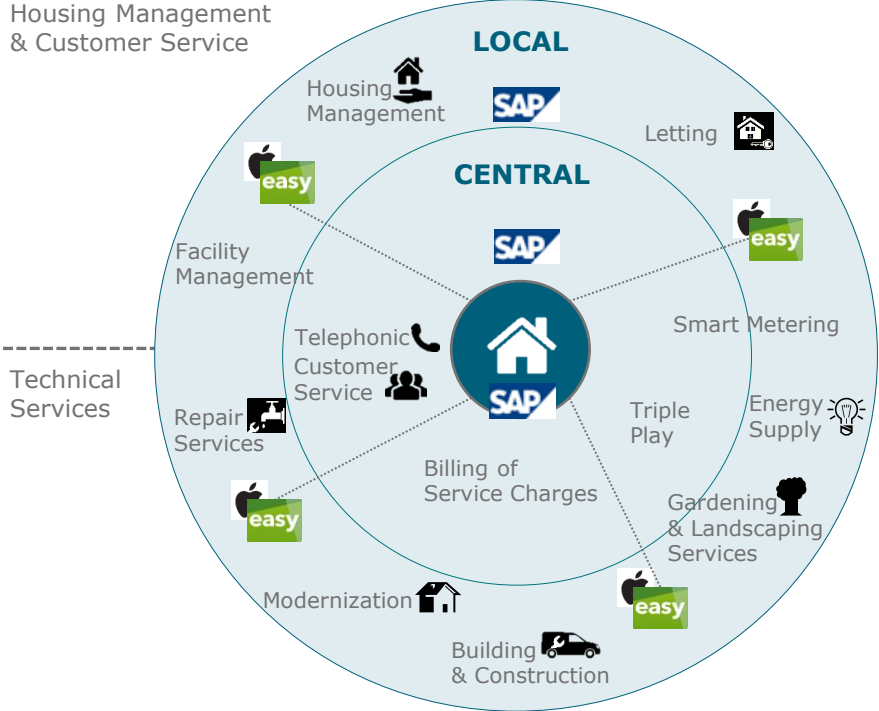 Housing Management
& Customer Service
LOCAL
Housing
Management
SAP
Letting
easy
CENTRAL
easy
SAP
Facility
Management
Smart Metering
Telephonic
Customer
Service
Technical
Services
SAP
Repair
Services
Triple
Play
Energy
Supply
Billing of
Service Charges
easy
Gardening
& Landscaping
Services
Modernization
easy
Building
& Construction